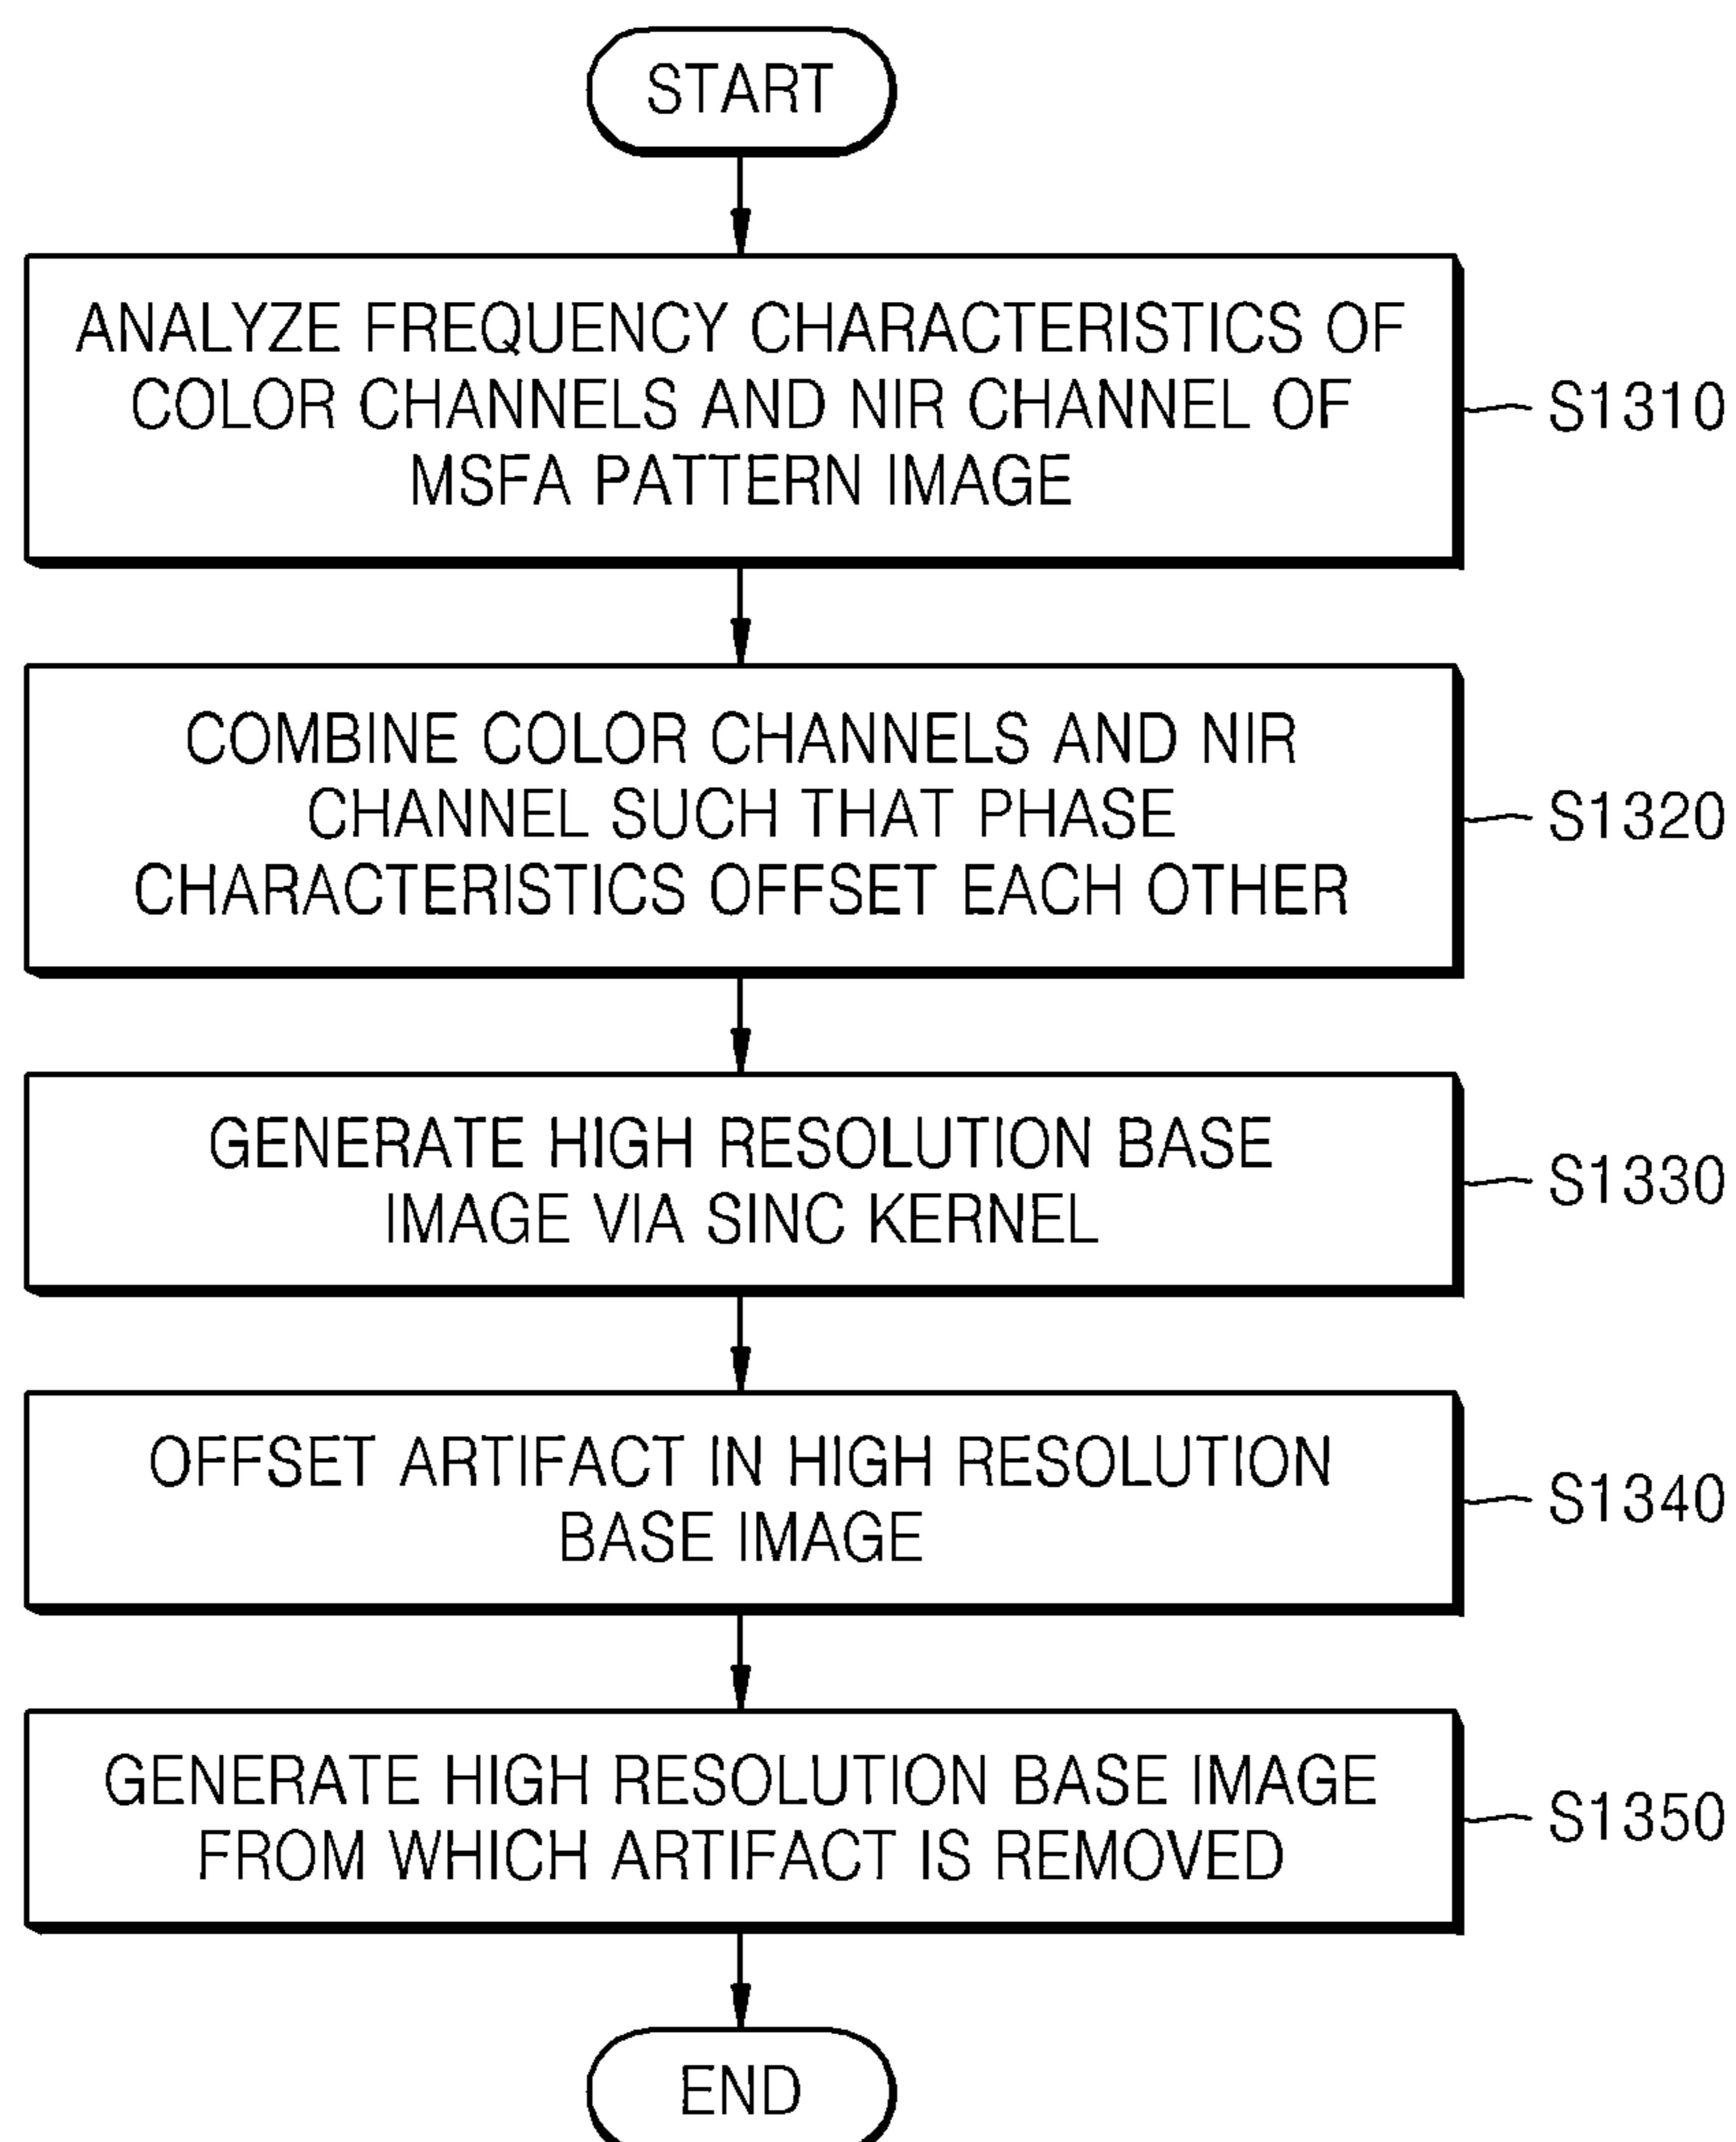 START
ANALYZE FREQUENCY CHARACTERISTICS OF
COLOR CHANNELS AND NIR CHANNEL OF
MSFA PATTERN IMAGE
S1310
COMBINE COLOR CHANNELS AND NIR
CHANNEL SUCH THAT PHASE
CHARACTERISTICS OFFSET EACH OTHER
S1320
GENERATE HIGH RESOLUTION BASE
IMAGE VIA SINC KERNEL
S1330
OFFSET ARTIFACT IN HIGH RESOLUTION
BASE IMAGE
S1340
GENERATE HIGH RESOLUTION BASE IMAGE
FROM WHICH ARTIFACT IS REMOVED
S1350
END